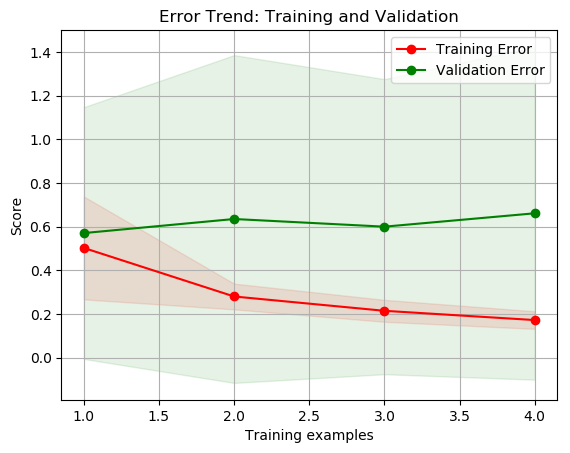 Error Trend: Training and Validation
Training Error
Validation Error
1.4
1.2
1.0
0.8
0.6
0.4
0.2
0.0
Score
1.0 1.5 2.0 2.5 3.0 3.5 4.0
Training examples